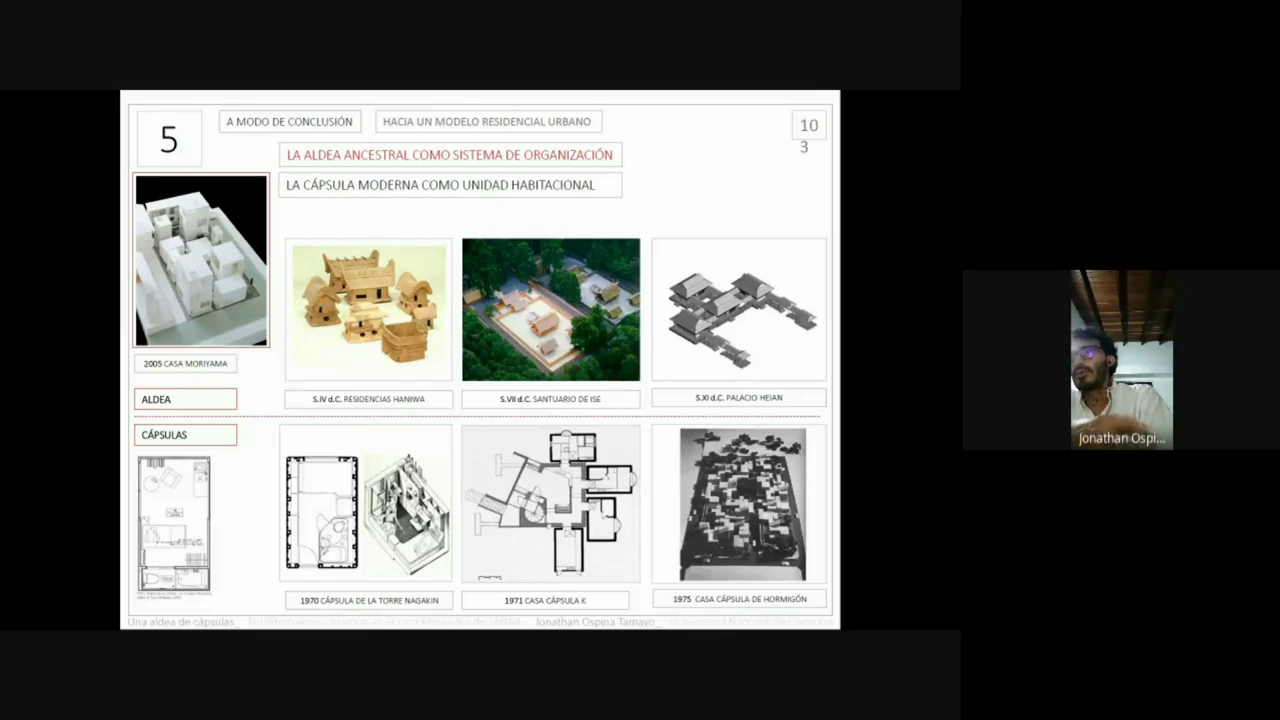 5
A MODO DE CONCLUSIÓN
HACIA UN MODELO RESIDENCIAL URBANO
10
3
LA ALDEA ANCESTRAL COMO SISTEMA DE ORGANIZACIÓN
LA CÁPSULA MODERNA COMO UNIDAD HABITACIONAL
2005 CASA MORIYAMA
ALDEA
S.IV d.C. RESIDENCIAS HANIWA
S.VII d.C. SANTUARIO DE ISE
S.XI d.C. PALACIO HEIAN
CÁPSULAS
1970 CÁPSULA DE LA TORRE NAGAKIN
1971 CASA CÁPSULA K
1975 CASA CÁPSULA DE HORMIGÓN
Una aldea de cápsulas_
Jonathan Ospina Tamayo_
Jonathan Ospi...